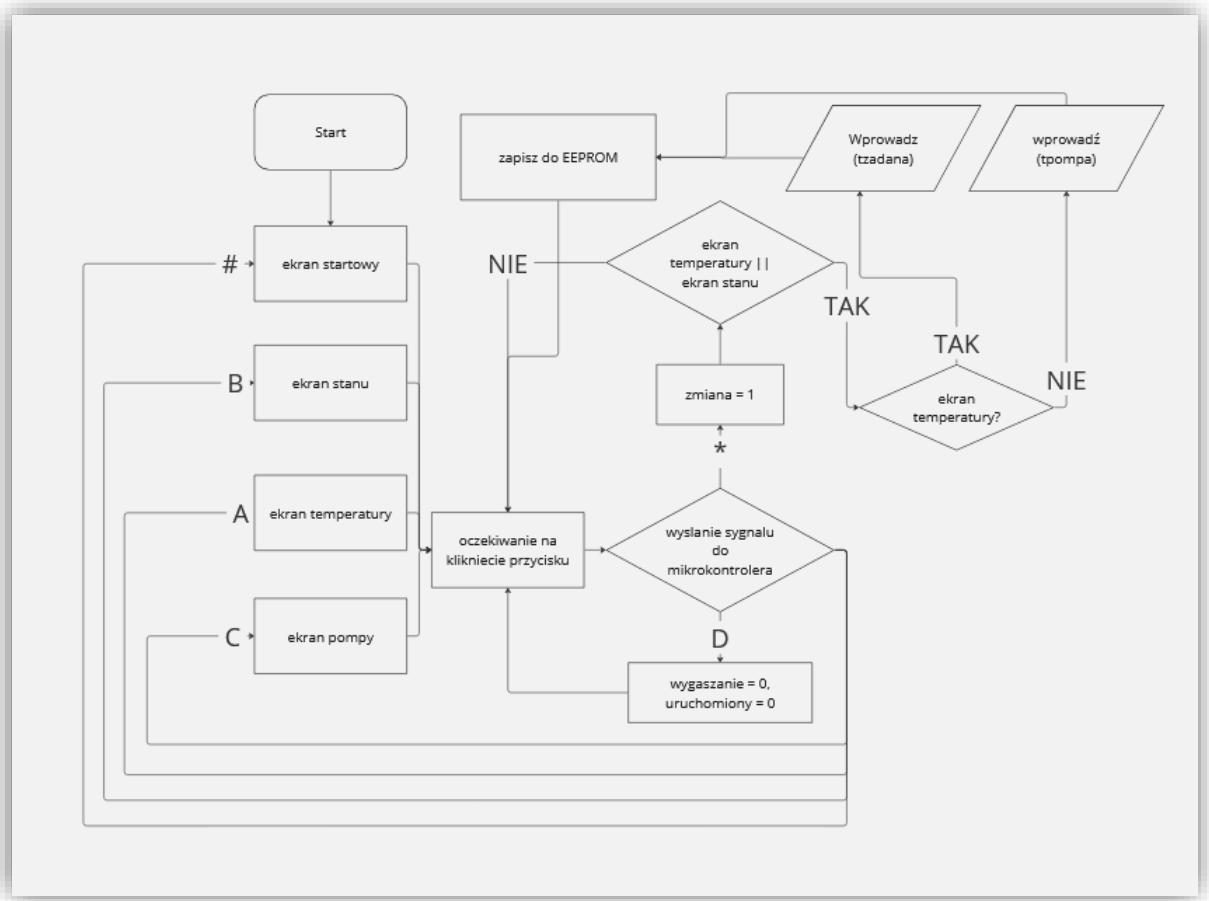 Start
zapisz do EEPROM
Wprowadz
(tzadana)
wprowadź
(tpompa)
#
ekran startowy
NIE
ekran
temperatury ||
ekran stanu
TAK
TAK
NIE
B
ekran stanu
zmiana = 1
ekran
temperatury?
*
A
ekran temperatury
oczekiwanie na
klikniecie przycisku
wyslanie sygnalu
do
mikrokontrolera
C
ekran pompy
D
wygaszanie = 0,
uruchomiony = 0